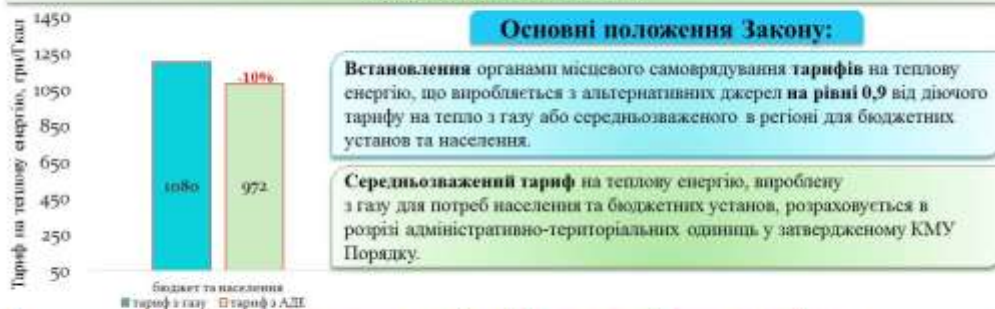 Тариф на теплову енергію, грн/Гкал
1450
1250
1050
850
650
450
250
50
-10%
1080
972
бюджет та населення
тариф з газу тариф з АДЕ
Основні положення Закону:
Встановлення органами місцевого самоврядування тарифів на теплову
енергію, що виробляється з альтернативних джерел на рівні 0,9 від діючого
тарифу на тепло з газу або середньозваженого в регіоні для бюджетних
установ та населення.
Середньозважений тариф на теплову енергію, вироблену
з газу для потреб населення та бюджетних установ, розраховується в
розрізі адміністративно-територіальних одиниць у затвердженому КМУ
Порядку.